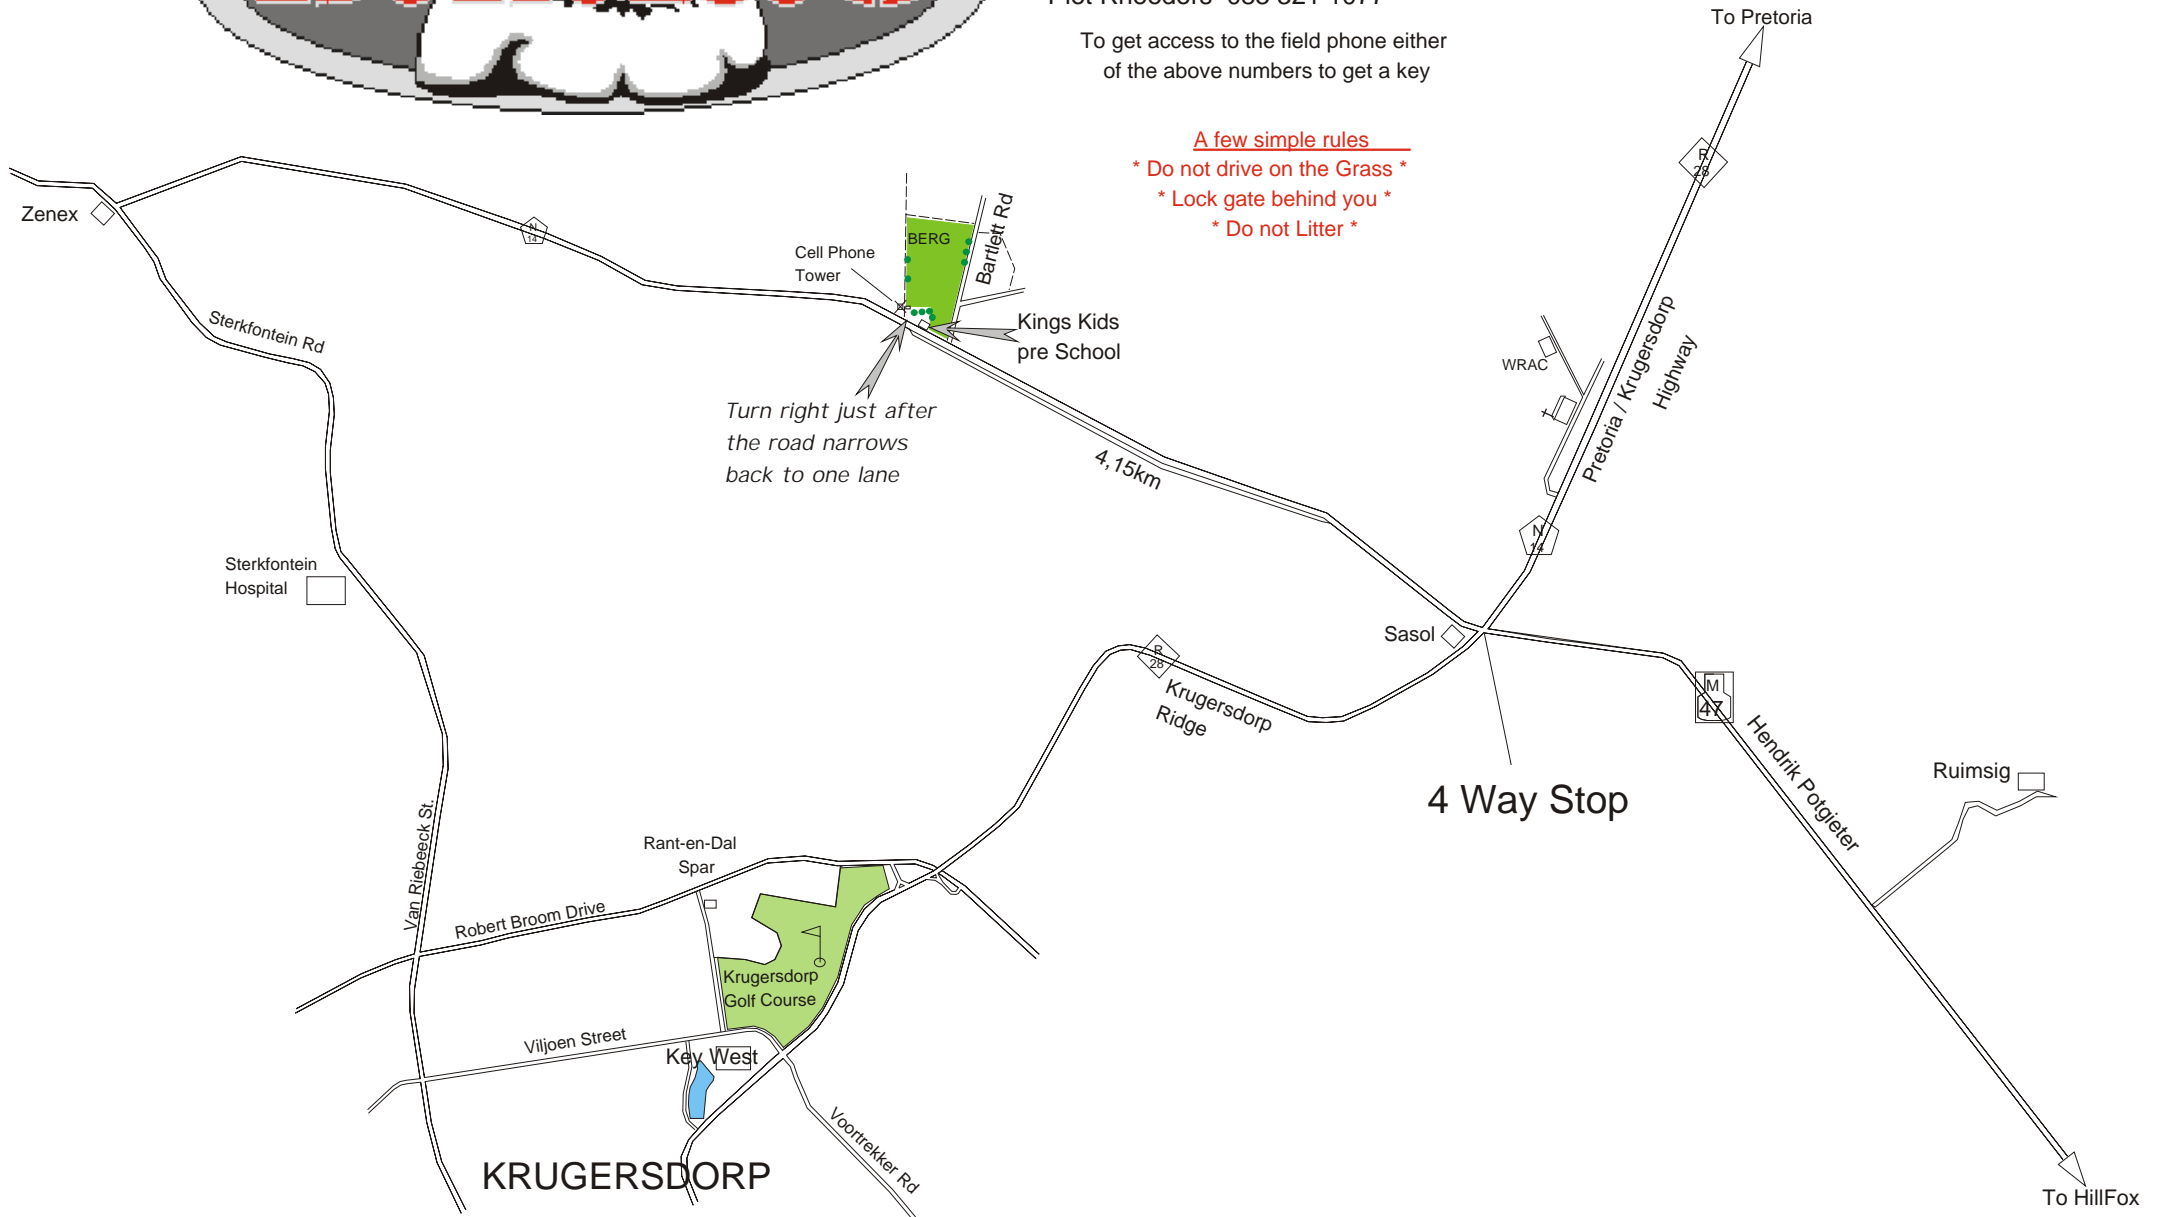 To Pretoria
To get access to the field phone either
of the above numbers to get a key
A few simple rules
* Do not drive on the Grass *
* Lock gate behind you *
* Do not Litter *
R
28
Zenex
N
14
BERG
Bartlett Rd
Cell Phone
Tower
Kings Kids
pre School
Sterkfontein Rd
Turn right just after
the road narrows
back to one lane
4,15km
WRAC
Pretoria / Krugersdorp
Highway
N
14
Sterkfontein
Hospital
Sasol
R
28
Krugersdorp
Ridge
M
47
Hendrik Potgieter
Ruimsig
4 Way Stop
Van Riebeeck St.
Rant-en-Dal
Spar
Robert Broom Drive
Krugersdorp
Golf Course
Viljoen Street
Key West
Voortrekker Rd
KRUGERSDORP
To HillFox